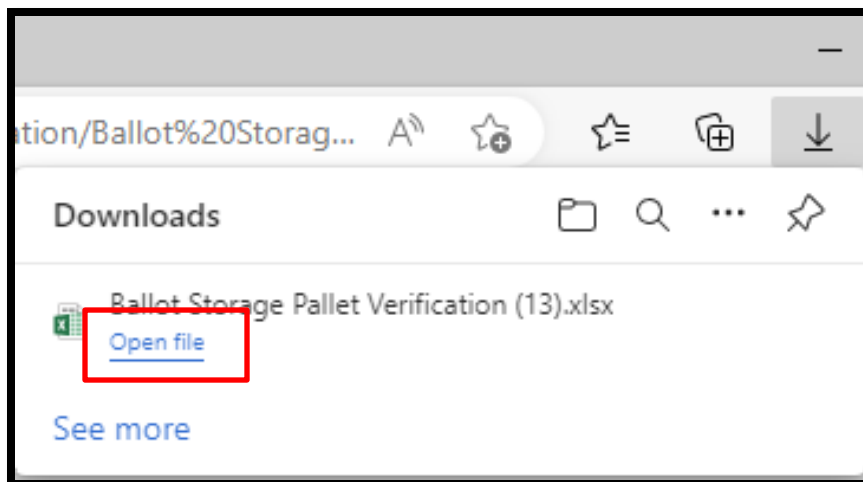 ation/Ballot%20Storag...
Downloads
Ballot Storage Pallet Verification (13).xlsx
Open file
See more